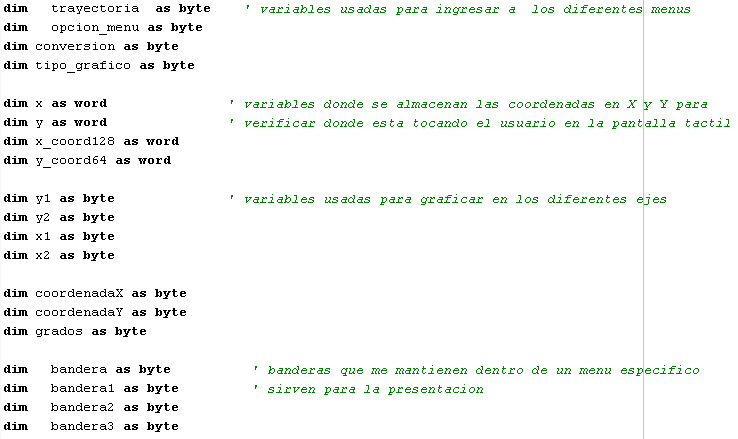 dim   trayectoria  as byte    ' variables usadas para ingresar a  los diferentes menus
dim   opcion_menu as byte
dim conversion as byte
dim tipo_grafico as byte
dim x as word               ' variables donde se almacenan las coordenadas en X y Y para
dim y as word               ' verificar donde esta tocando el usuario en la pantalla tactil
dim x_coord128 as word
dim y_coord64 as word
dim y1 as byte              ' variables usadas para graficar en los diferentes ejes
dim y2 as byte
dim x1 as byte
dim x2 as byte
dim coordenadaX as byte
dim coordenadaY as byte
dim grados as byte
dim   bandera as byte          ' banderas que me mantienen dentro de un menu especifico
dim   bandera1 as byte         ' sirven para la presentacion
dim   bandera2 as byte
dim   bandera3 as byte